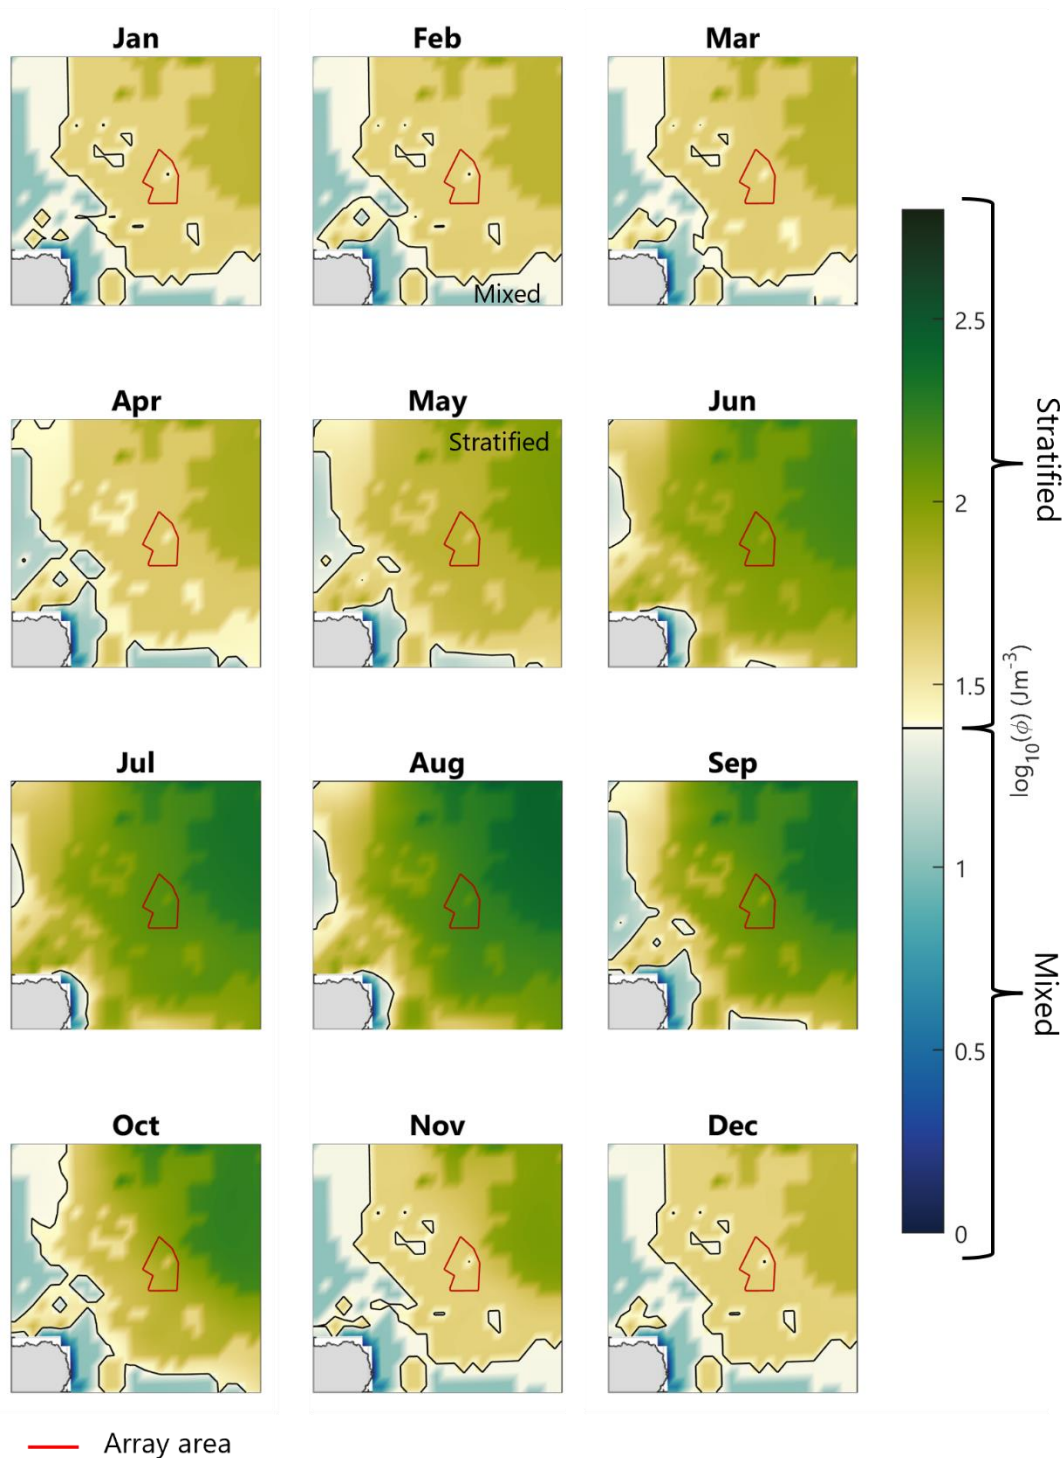 Jan
Feb
Mar
Mixed
Apr
May
Jun
Stratified
Jul
Aug
Sep
Oct
Nov
Dec
2.5
2
1.5
1
0.5
0
log10(ϕ) (Jm⁻³)
Stratified
Mixed
Array area